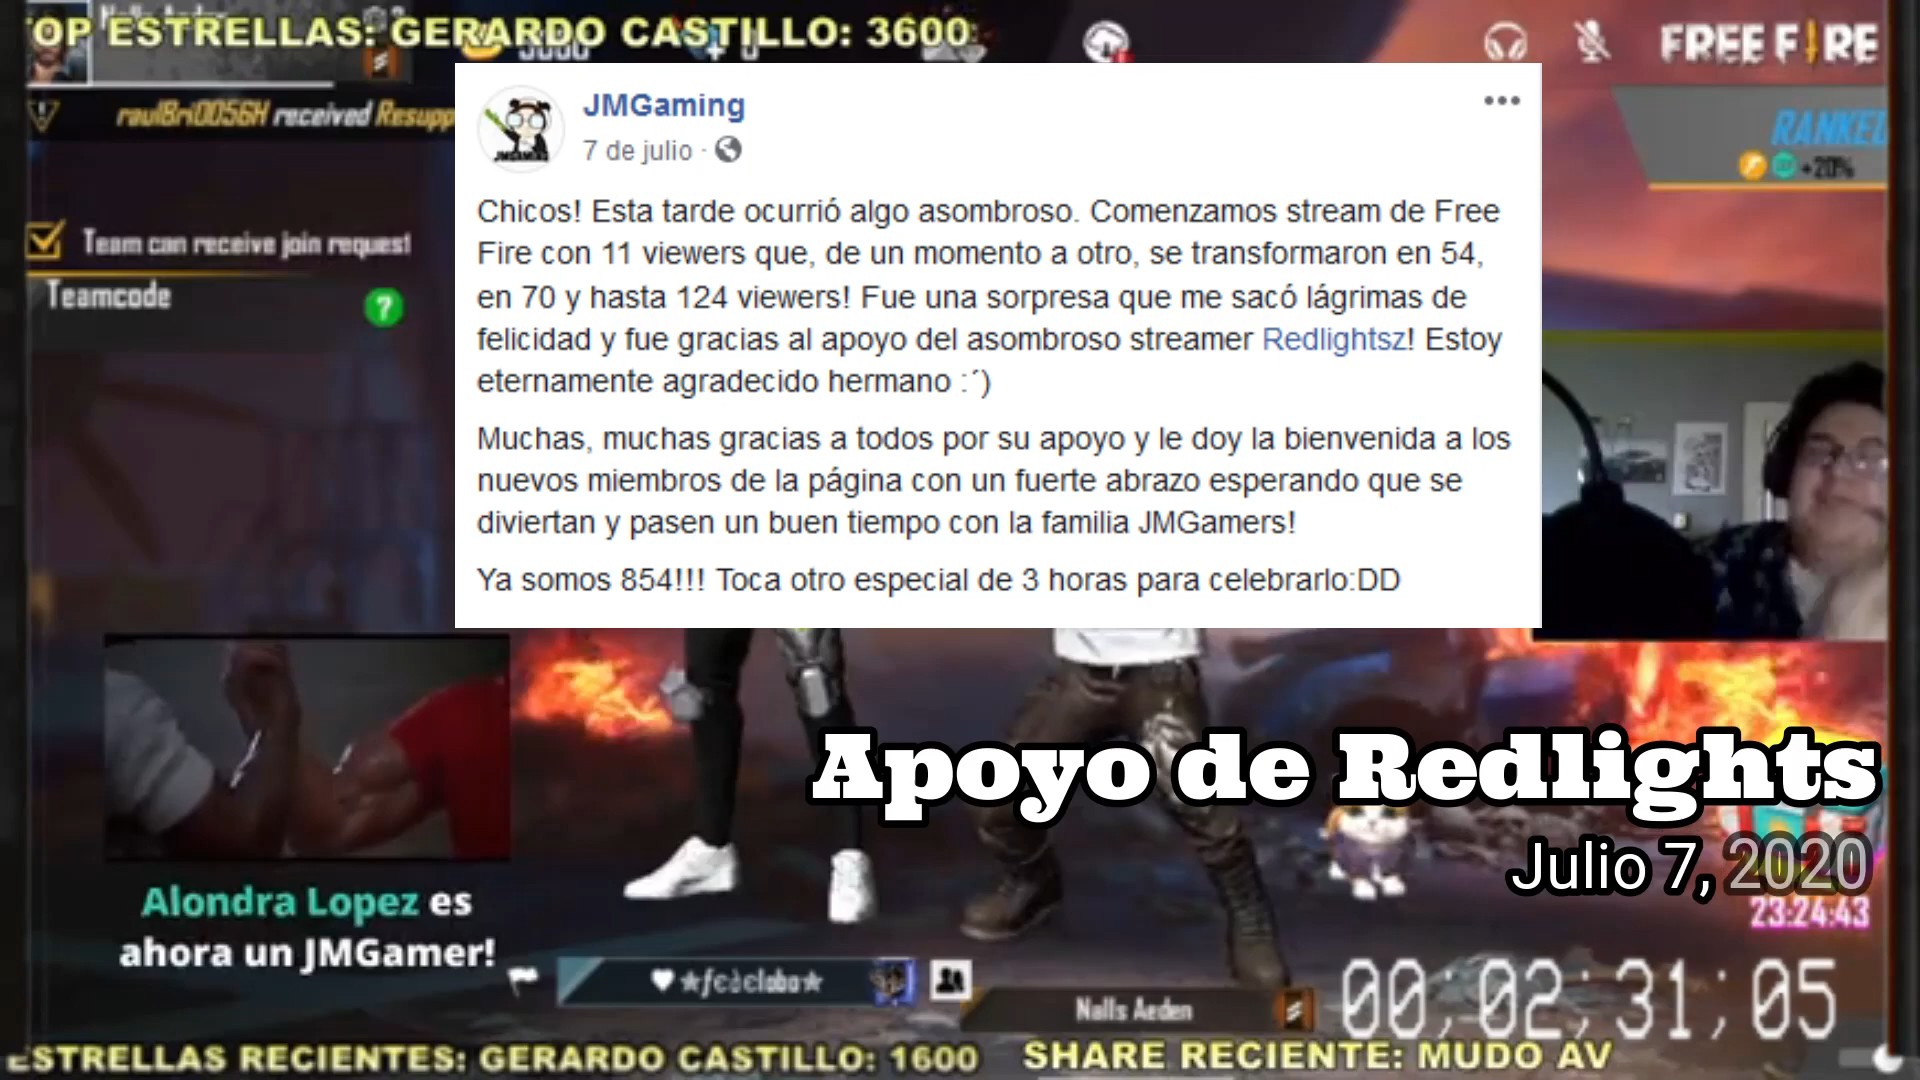 TOP ESTRELLAS: GERARDO CASTILLO: 3600
FREE FIRE
raulBri0056H received Resupp
RANKED
+20%
Team can receive join request
Teamcode
?
JMGaming
7 de julio ·
Chicos! Esta tarde ocurrió algo asombroso. Comenzamos stream de Free
Fire con 11 viewers que, de un momento a otro, se transformaron en 54,
en 70 y hasta 124 viewers! Fue una sorpresa que me sacó lágrimas de
felicidad y fue gracias al apoyo del asombroso streamer Redlightsz! Estoy
eternamente agradecido hermano :´)
Muchas, muchas gracias a todos por su apoyo y le doy la bienvenida a los
nuevos miembros de la página con un fuerte abrazo esperando que se
diviertan y pasen un buen tiempo con la familia JMGamers!
Ya somos 854!!! Toca otro especial de 3 horas para celebrarlo:DD
Apoyo de Redlights
Julio 7, 2020
23:24:43
Alondra Lopez es
ahora un JMGamer!
Nalls Aeden
00;02;31;05
ESTRELLAS RECIENTES: GERARDO CASTILLO: 1600
SHARE RECIENTE: MUDO AV